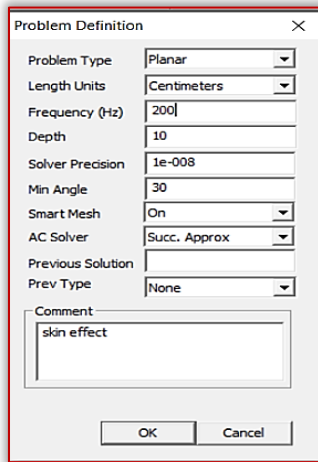 Problem Definition
Problem Type Planar
Length Units Centimeters
Frequency (Hz) 200
Depth 10
Solver Precision 1e-008
Min Angle 30
Smart Mesh On
AC Solver Succ. Approx
Previous Solution
Prev Type None
Comment
skin effect
OK Cancel